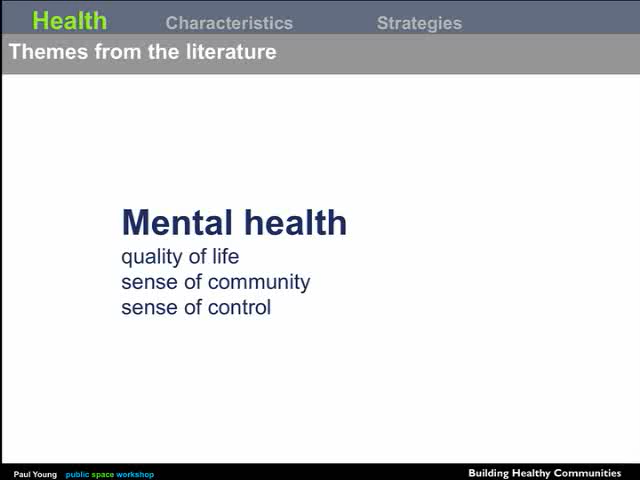 Health Characteristics Strategies
Themes from the literature
Mental health
quality of life
sense of community
sense of control
Paul Young public space workshop Building Healthy Communities